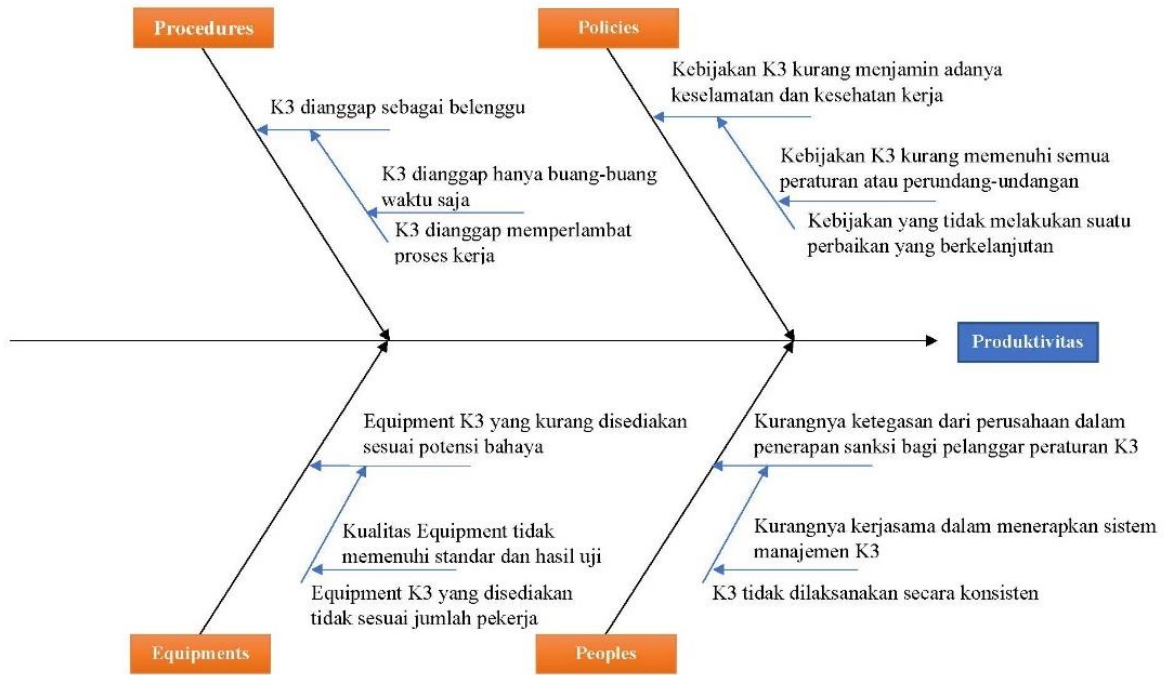 Procedures
Policies
K3 dianggap sebagai belenggu
K3 dianggap hanya buang-buang
waktu saja
K3 dianggap memperlambat
proses kerja
Kebijakan K3 kurang menjamin adanya
keselamatan dan kesehatan kerja
Kebijakan K3 kurang memenuhi semua
peraturan atau perundang-undangan
Kebijakan yang tidak melakukan suatu
perbaikan yang berkelanjutan
Produktivitas
Equipment K3 yang kurang disediakan
sesuai potensi bahaya
Kualitas Equipment tidak
memenuhi standar dan hasil uji
Equipment K3 yang disediakan
tidak sesuai jumlah pekerja
Kurangnya ketegasan dari perusahaan dalam
penerapan sanksi bagi pelanggar peraturan K3
Kurangnya kerjasama dalam menerapkan sistem
manajemen K3
K3 tidak dilaksanakan secara konsisten
Equipments
Peoples